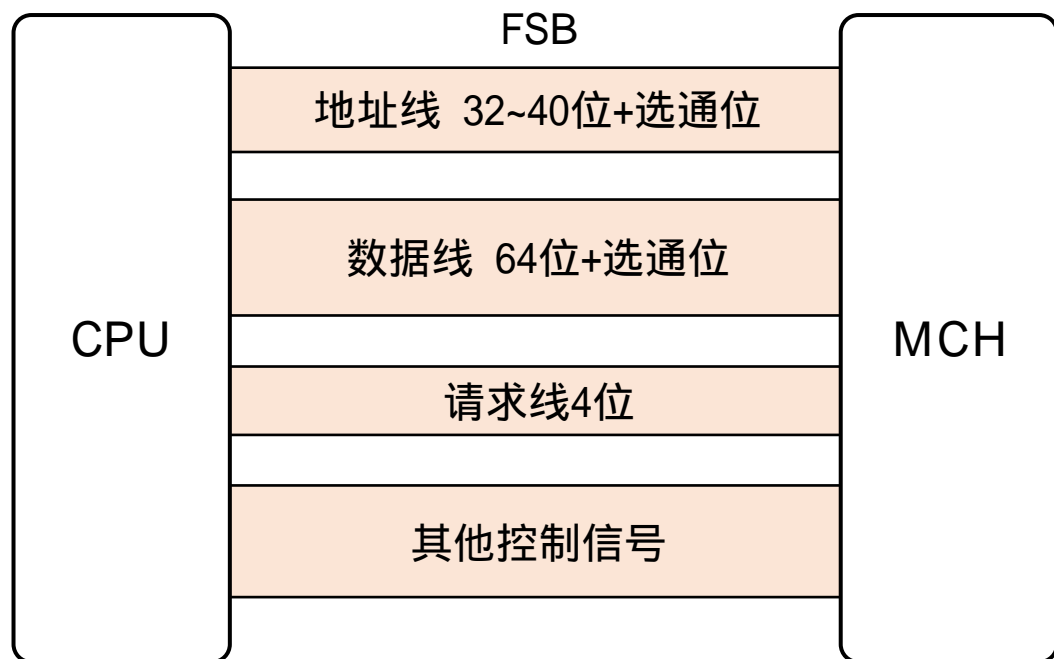 FSB
地址线 32~40位+选通位
数据线 64位+选通位
CPU
MCH
请求线4位
其他控制信号